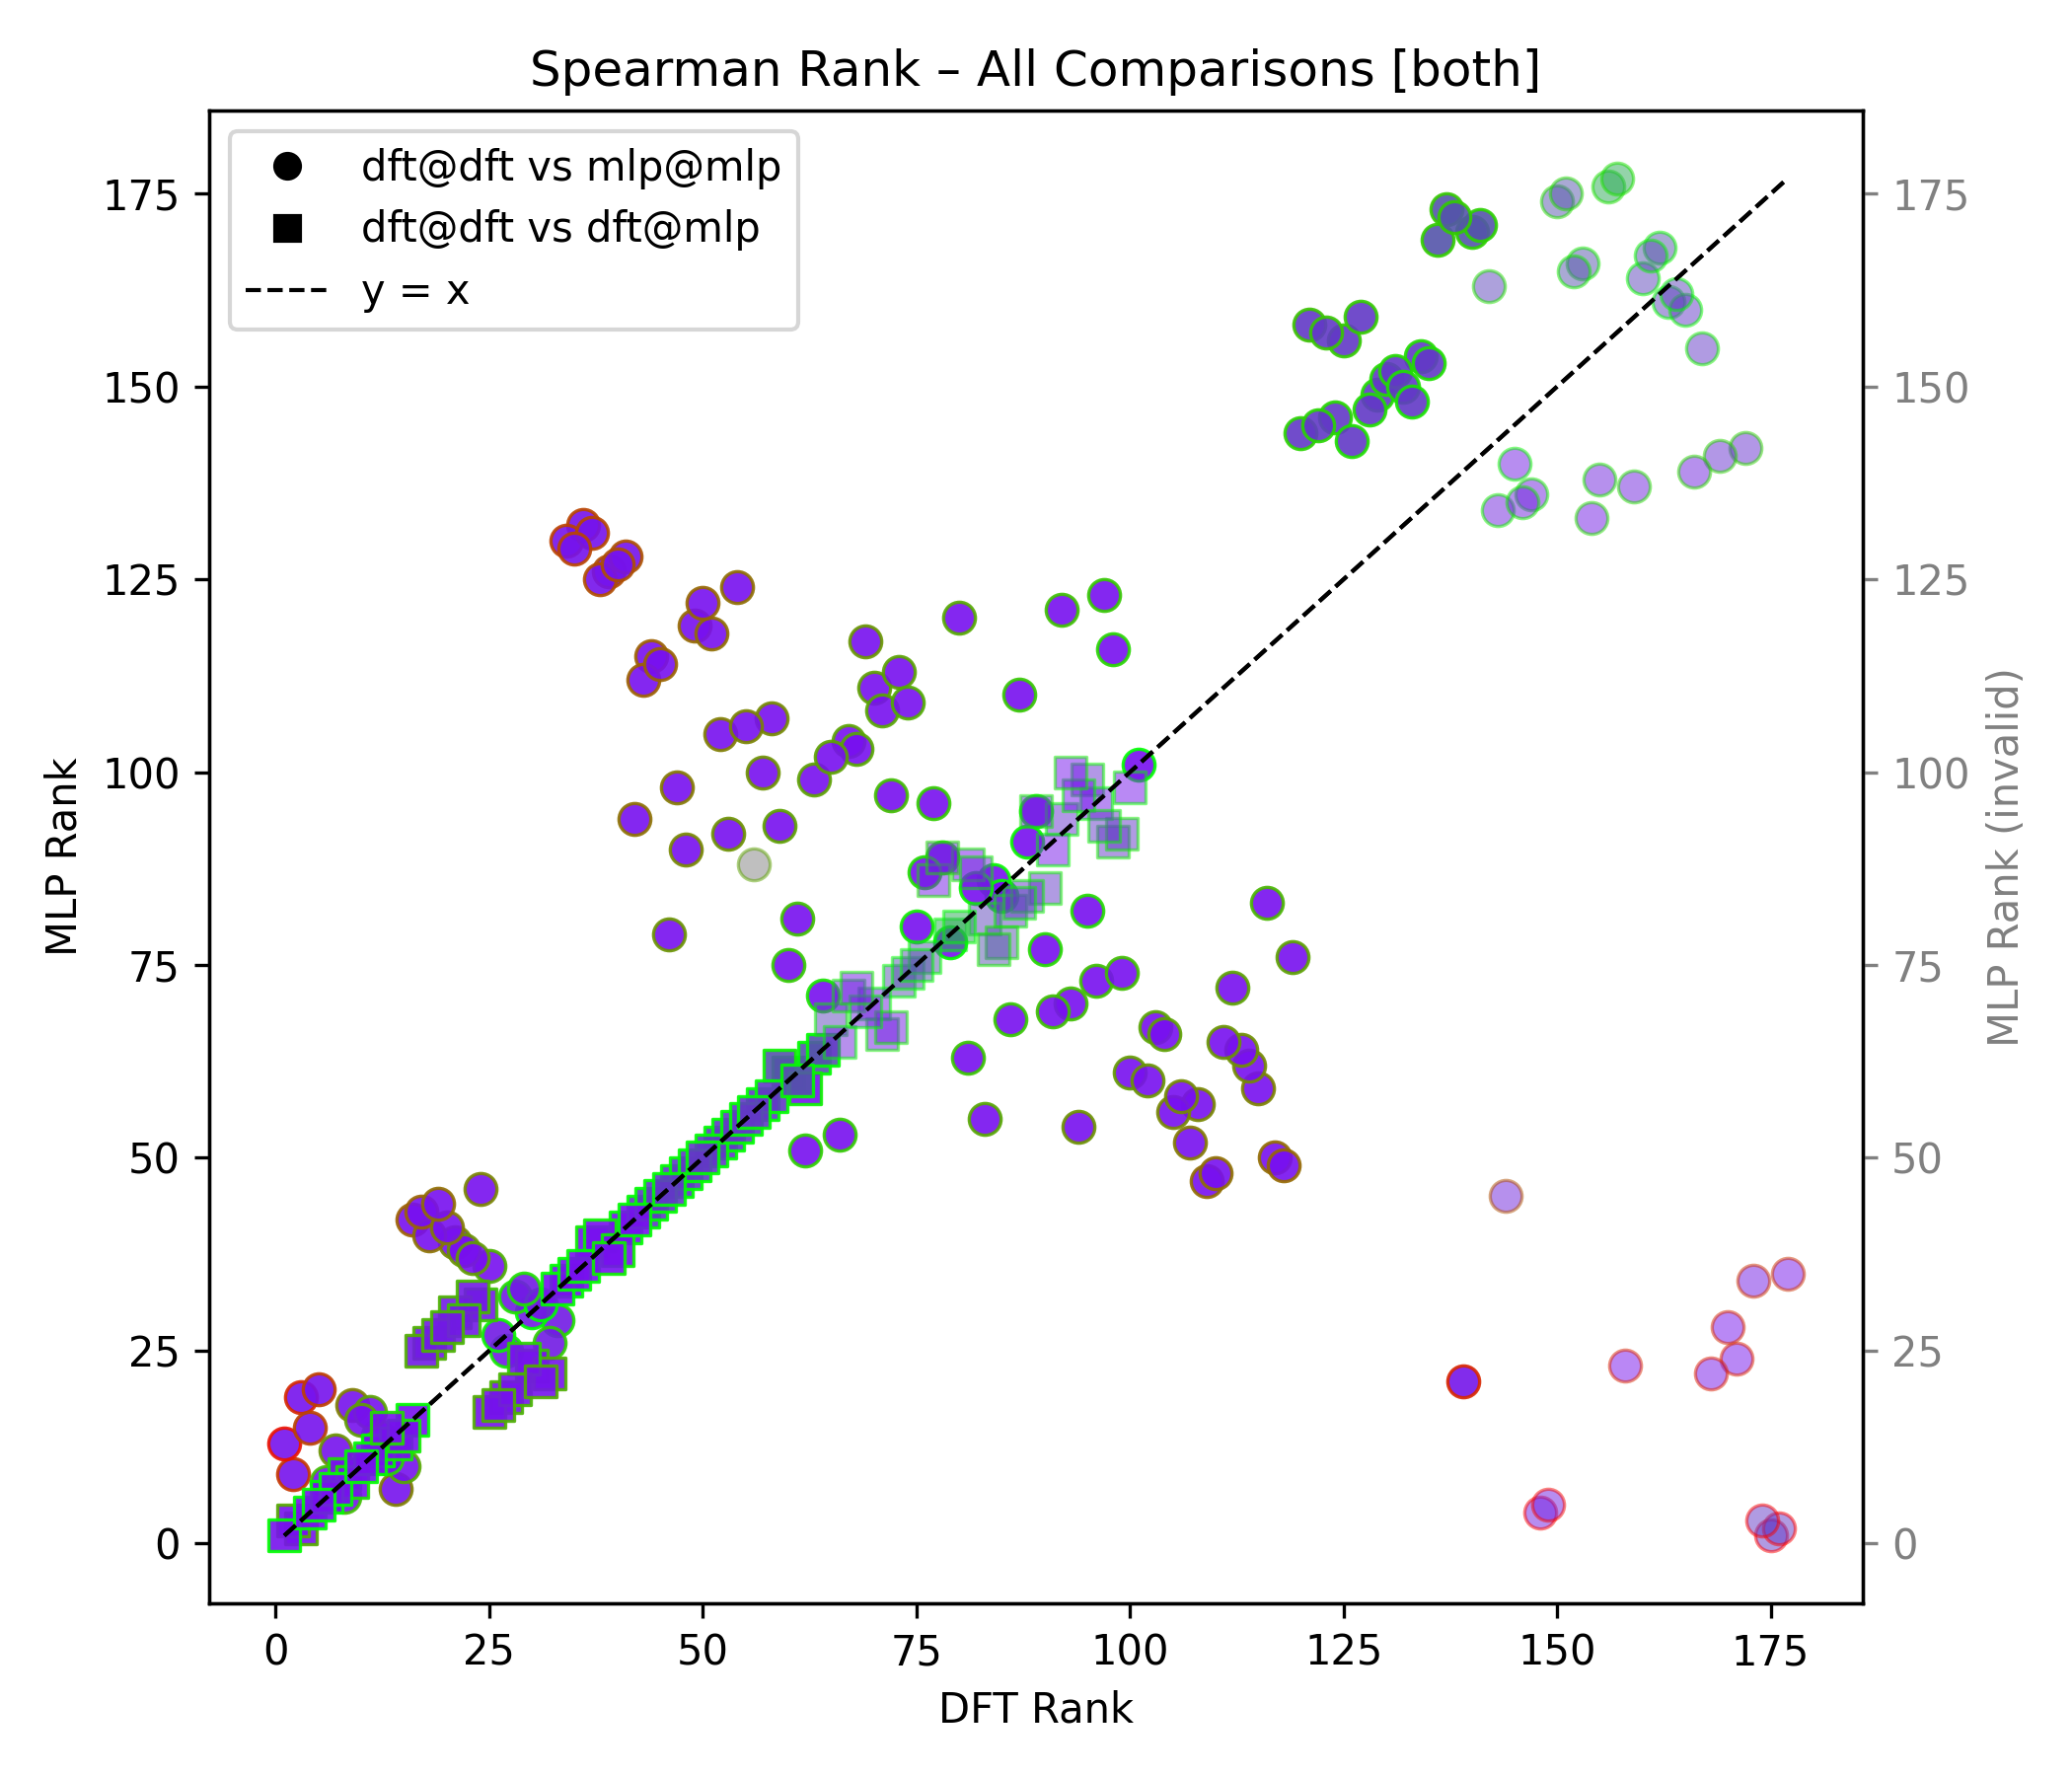 Spearman Rank – All Comparisons [both]
dft@dft vs mlp@mlp
dft@dft vs dft@mlp
y = x
MLP Rank
175
150
125
100
75
50
25
0
175
150
125
100
75
50
25
0
MLP Rank (invalid)
0 25 50 75 100 125 150 175
DFT Rank